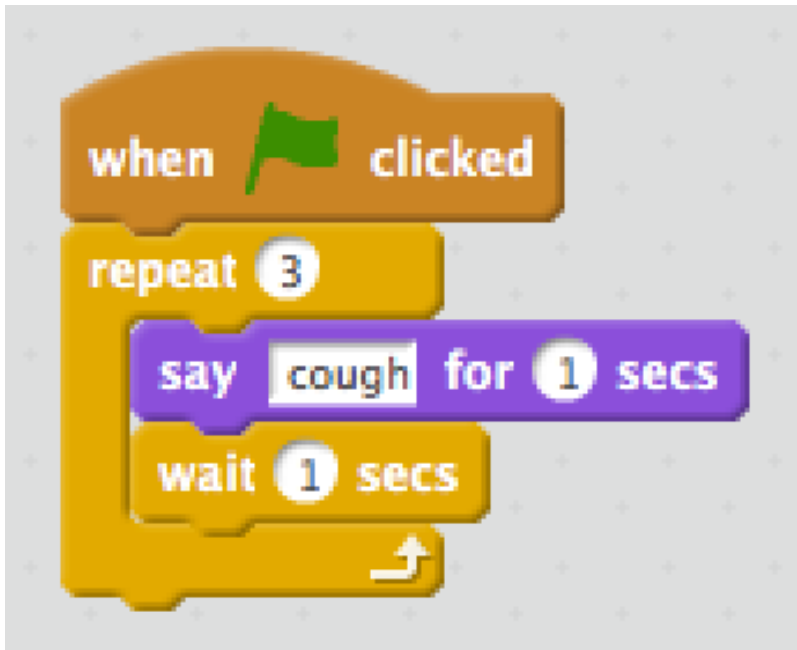 when clicked
repeat 3
say cough for 1 secs
wait 1 secs